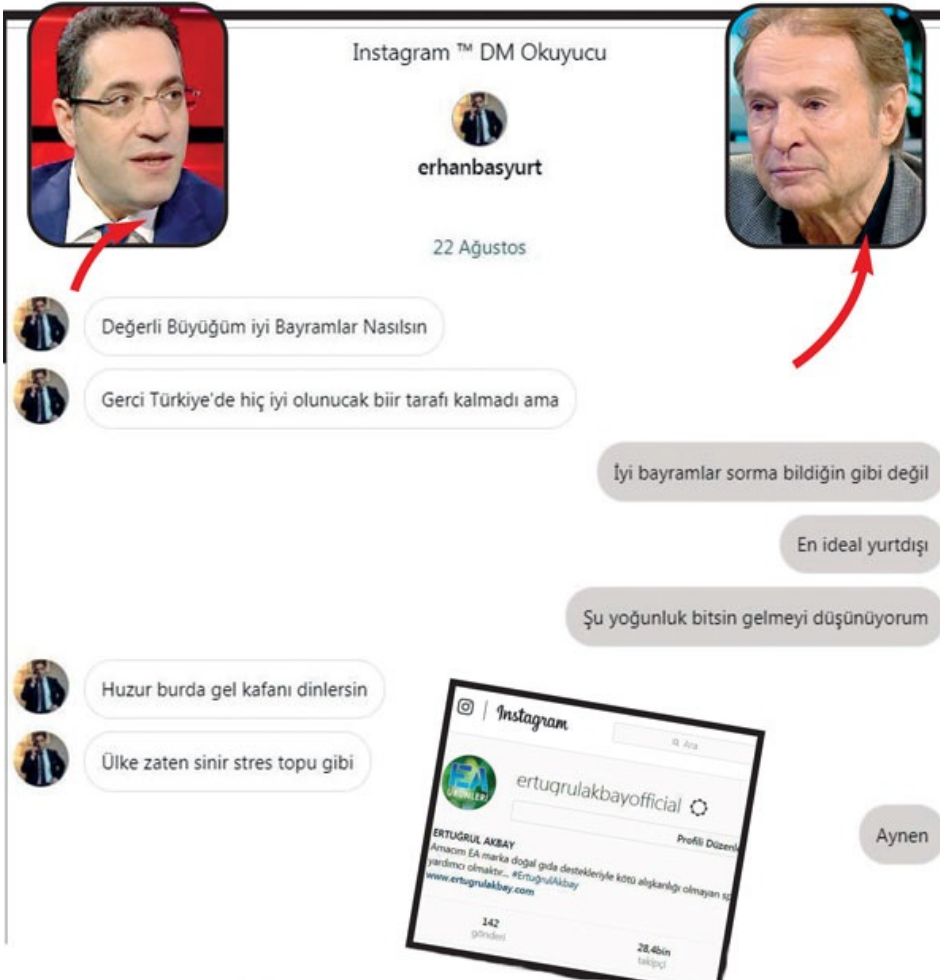 Instagram ™ DM Okuyucu
erhanbasyurt
22 Ağustos
Değerli Büyüğüm iyi Bayramlar Nasılsın
Gerci Türkiye'de hiç iyi olunucak biir tarafı kalmadı ama
İyi bayramlar sorma bildiğin gibi değil
En ideal yurtdışı
Şu yoğunluk bitsin gelmeyi düşünüyorum
Huzur burda gel kafanı dinlersin
Ülke zaten sinir stres topu gibi
Aynen
Instagram
Ara
EA
ÜRÜNLERİ
ertugrulakbayofficial
Profili Düzenle
ERTUĞRUL AKBAY
Amacım EA marka doğal gıda destekleriyle kötü alışkanlığı olmayan
yardımcı olmaktır... #ErtuğrulAkbay
www.ertugrulakbay.com
142
gönderi
28,4bin
takipçi